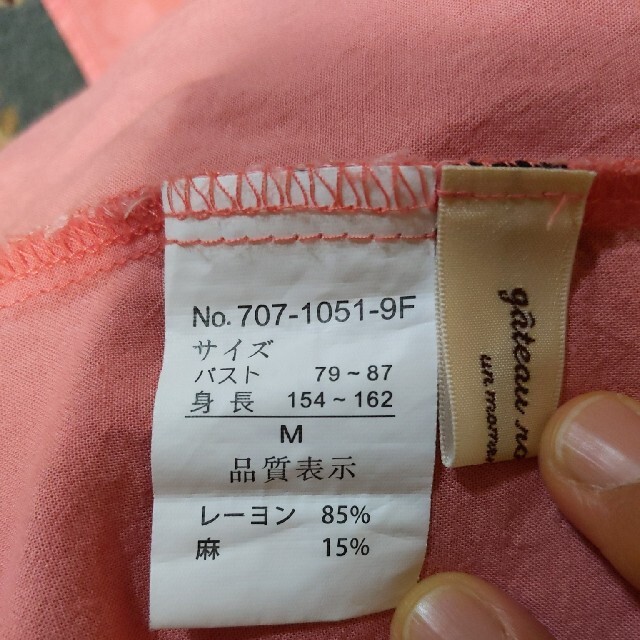 No. 707-1051-9F
サイズ
バスト 79~87
身長 154~162
M
品質表示
レーヨン 85%
麻 15%
gâteau
un